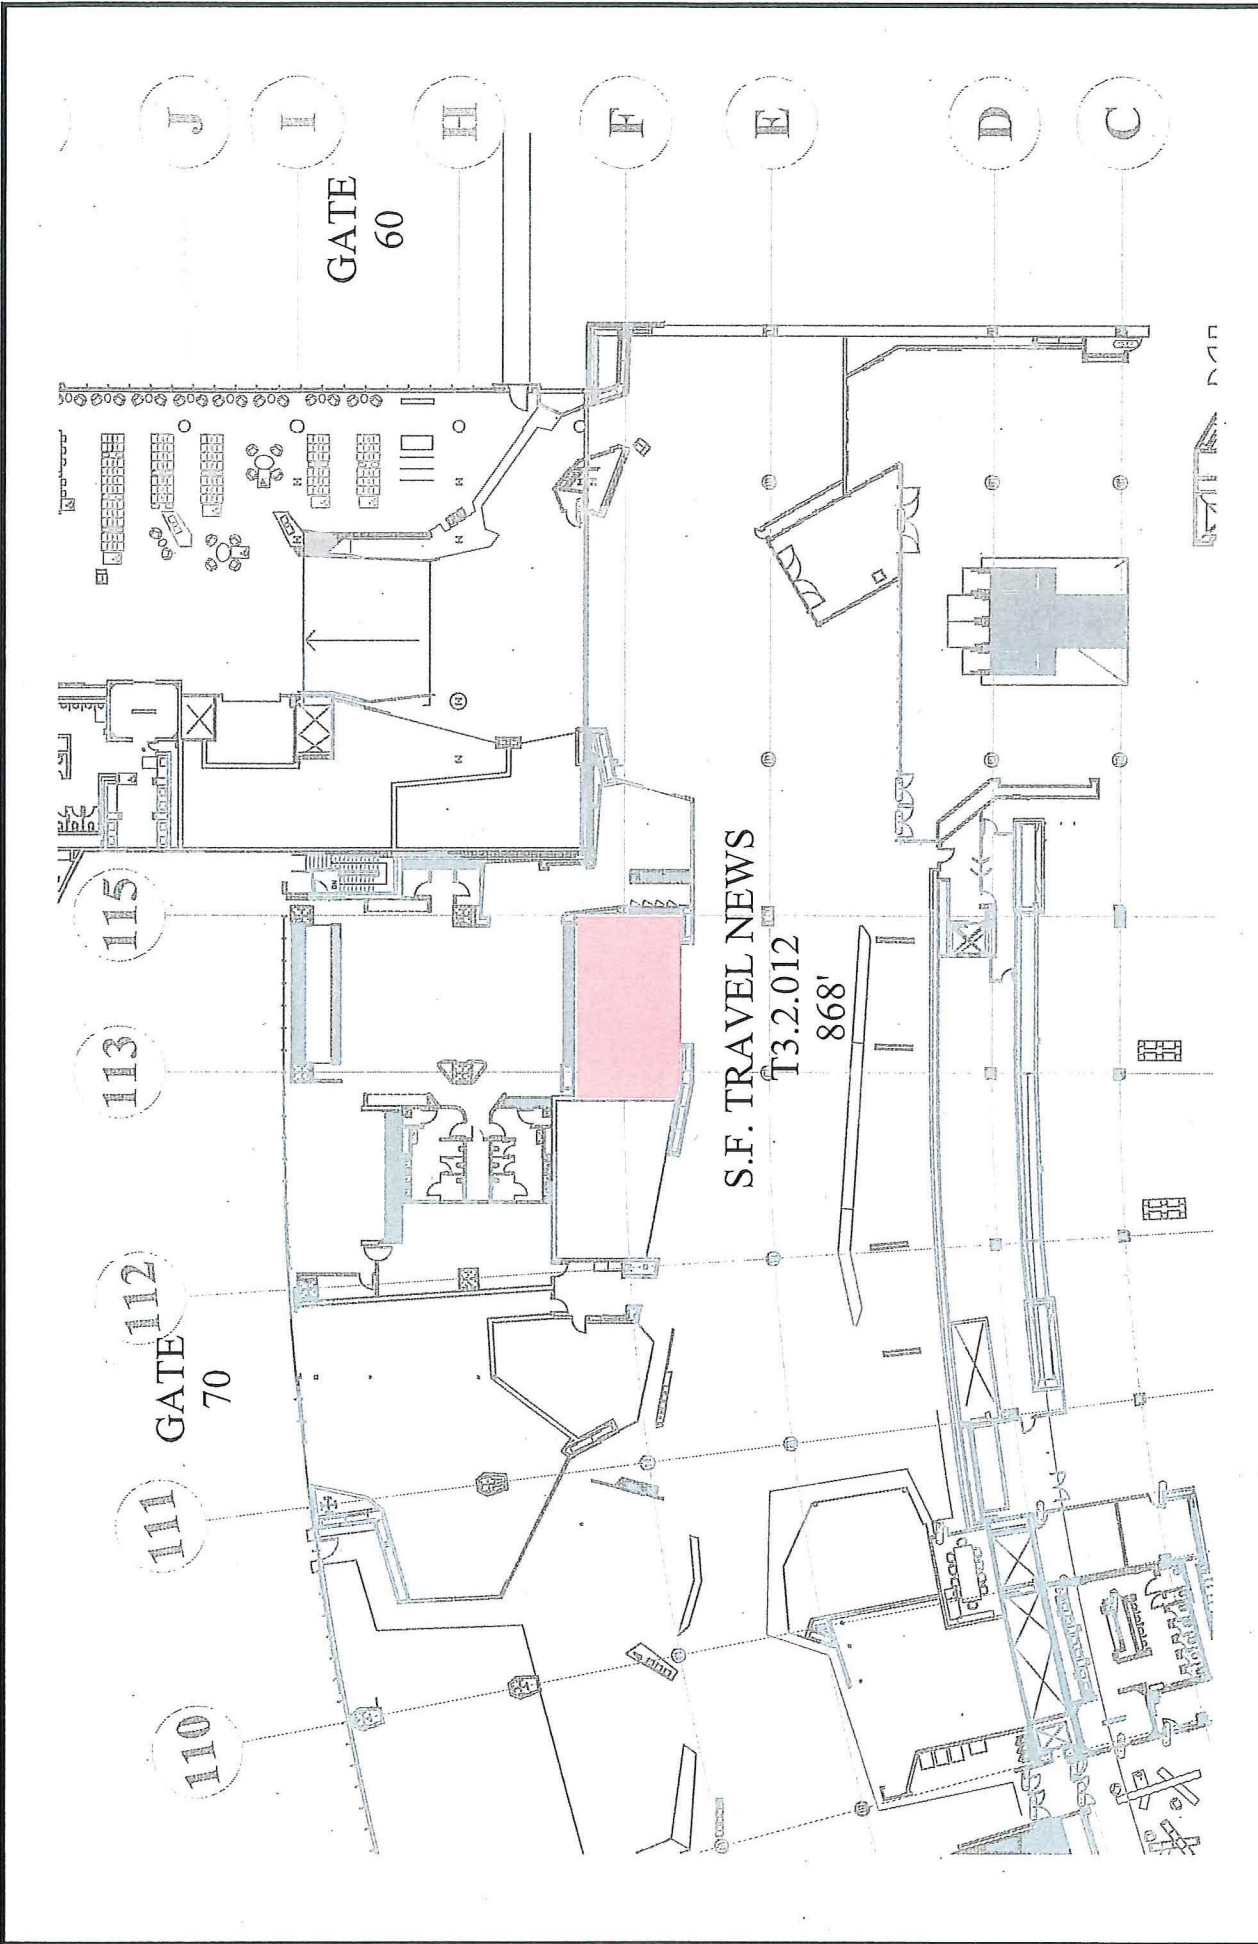 J
I
H
F
E
D
C
GATE
60
115
113
112
111
110
GATE
70
S.F. TRAVEL NEWS
T3.2.012
868'